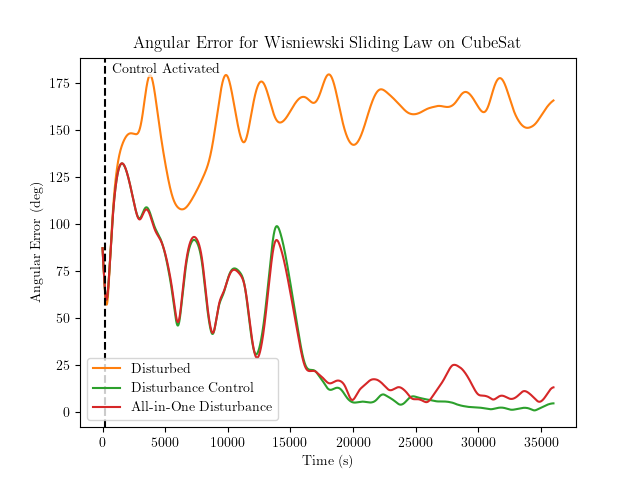 Angular Error for Wisniewski Sliding Law on CubeSat
Control Activated
175
150
125
100
75
50
25
0
Angular Error (deg)
Disturbed
Disturbance Control
All-in-One Disturbance
0 5000 10000 15000 20000 25000 30000 35000
Time (s)